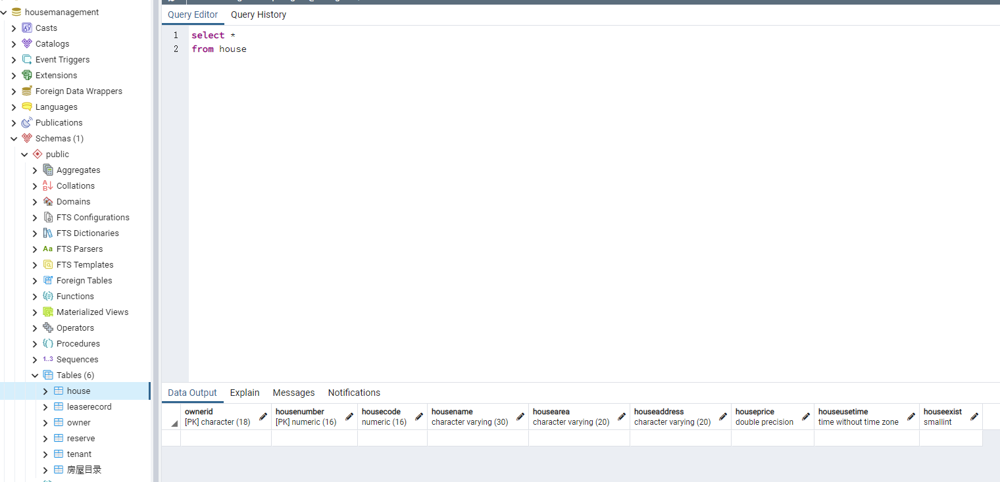 housemanagement
Casts
Catalogs
Event Triggers
Extensions
Foreign Data Wrappers
Languages
Publications
Schemas (1)
public
Aggregates
Collations
Domains
FTS Configurations
FTS Dictionaries
Aa FTS Parsers
FTS Templates
Foreign Tables
Functions
Materialized Views
Operators
Procedures
1..3 Sequences
Tables (6)
house
leaserecord
owner
reserve
tenant
房屋目录
Query Editor Query History
1 select *
2 from house
Data Output Explain Messages Notifications
ownerid housenumber housecode housename housearea houseaddress houseprice houseusetime houseexist
[PK] character (18) [PK] numeric (16) numeric (16) character varying (30) character varying (20) character varying (20) double precision time without time zone smallint